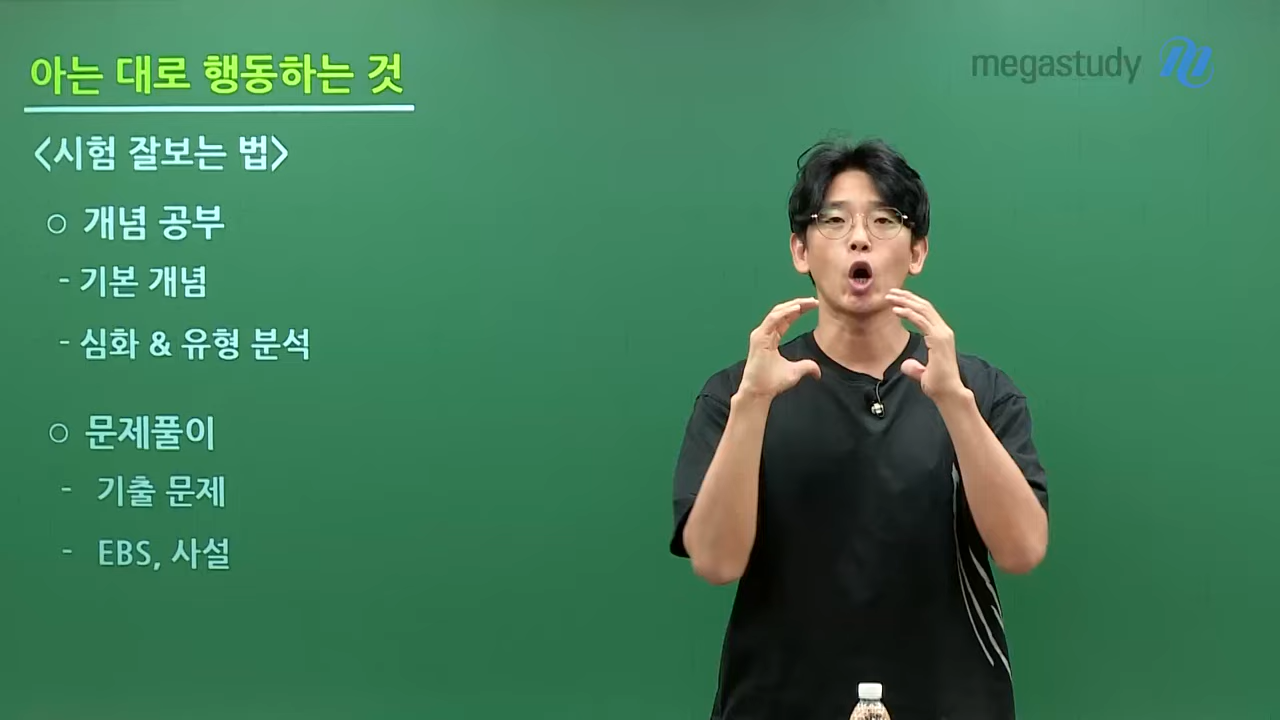 아는 대로 행동하는 것
megastudy
<시험 잘보는 법>
○ 개념 공부
- 기본 개념
- 심화 & 유형 분석
○ 문제풀이
- 기출 문제
- EBS, 사설